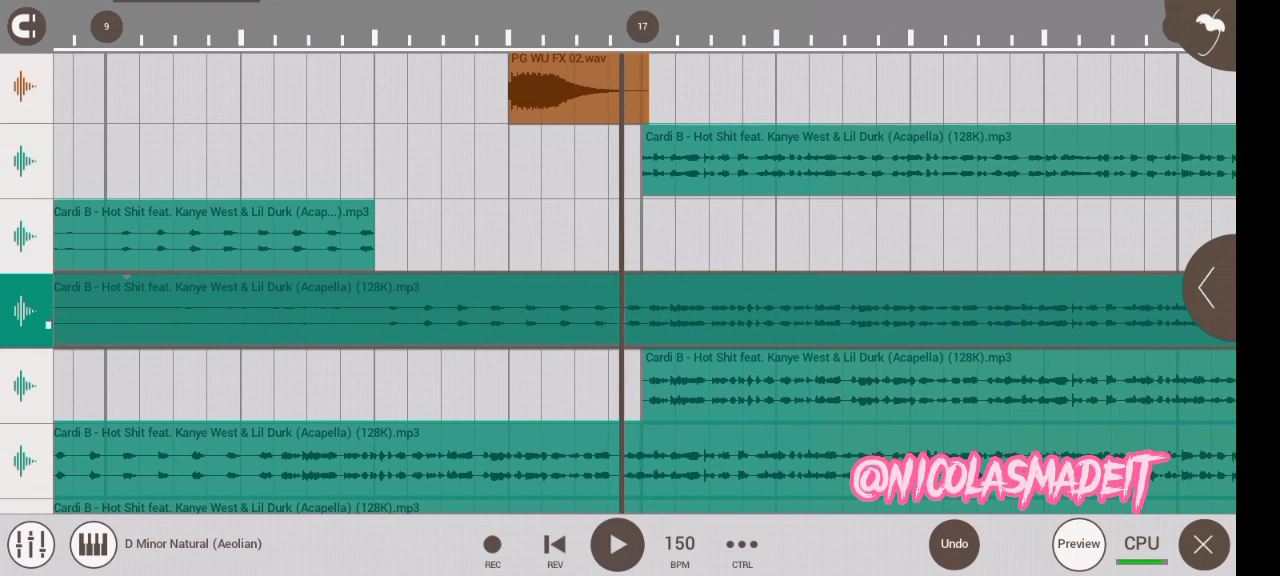 9
17
PG WU FX 02.wav
Cardi B - Hot Shit feat. Kanye West & Lil Durk (Acapella) (128K).mp3
Cardi B - Hot Shit feat. Kanye West & Lil Durk (Acap...).mp3
Cardi B - Hot Shit feat. Kanye West & Lil Durk (Acapella) (128K).mp3
Cardi B - Hot Shit feat. Kanye West & Lil Durk (Acapella) (128K).mp3
Cardi B - Hot Shit feat. Kanye West & Lil Durk (Acapella) (128K).mp3
@NICOLASMADEIT
Cardi B - Hot Shit feat. Kanye West & Lil Durk (Acapella) (128K).mp3
D Minor Natural (Aeolian)
REC
REV
150
BPM
CTRL
Undo
Preview
CPU